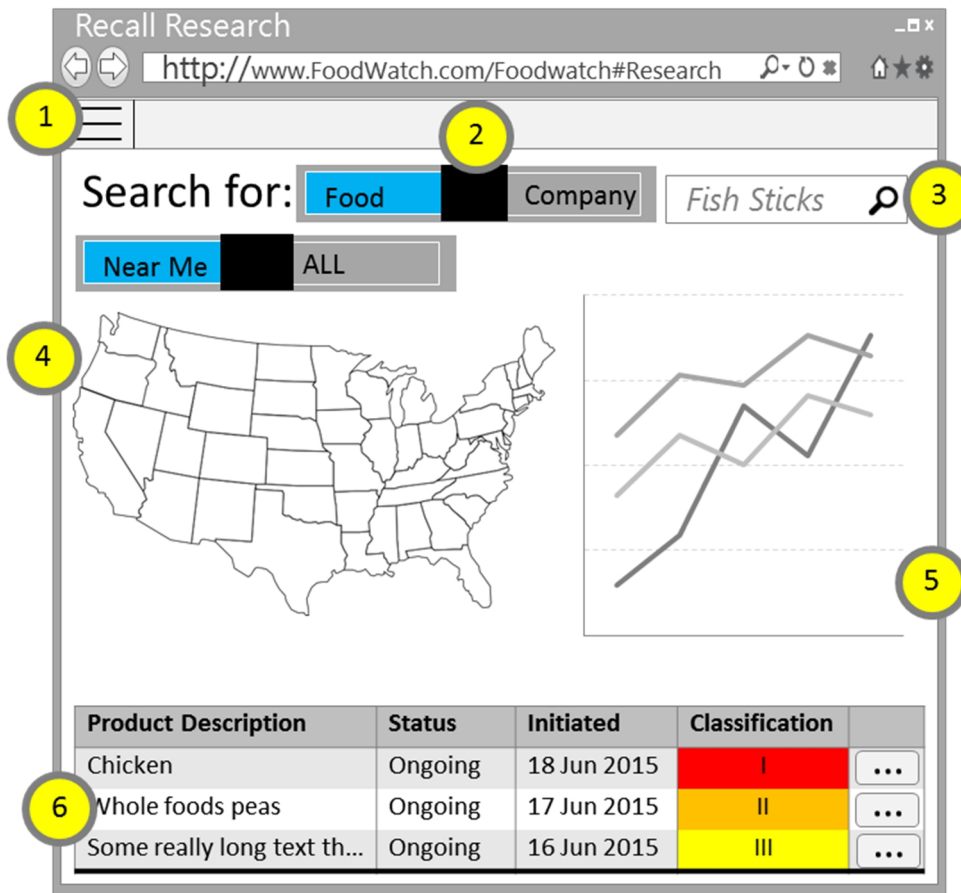 Recall Research
http://www.FoodWatch.com/Foodwatch#Research
1
2
Search for: Food Company Fish Sticks
3
Near Me ALL
4
5
Product Description Status Initiated Classification
Chicken Ongoing 18 Jun 2015 I ...
6
Whole foods peas Ongoing 17 Jun 2015 II ...
Some really long text th... Ongoing 16 Jun 2015 III ...